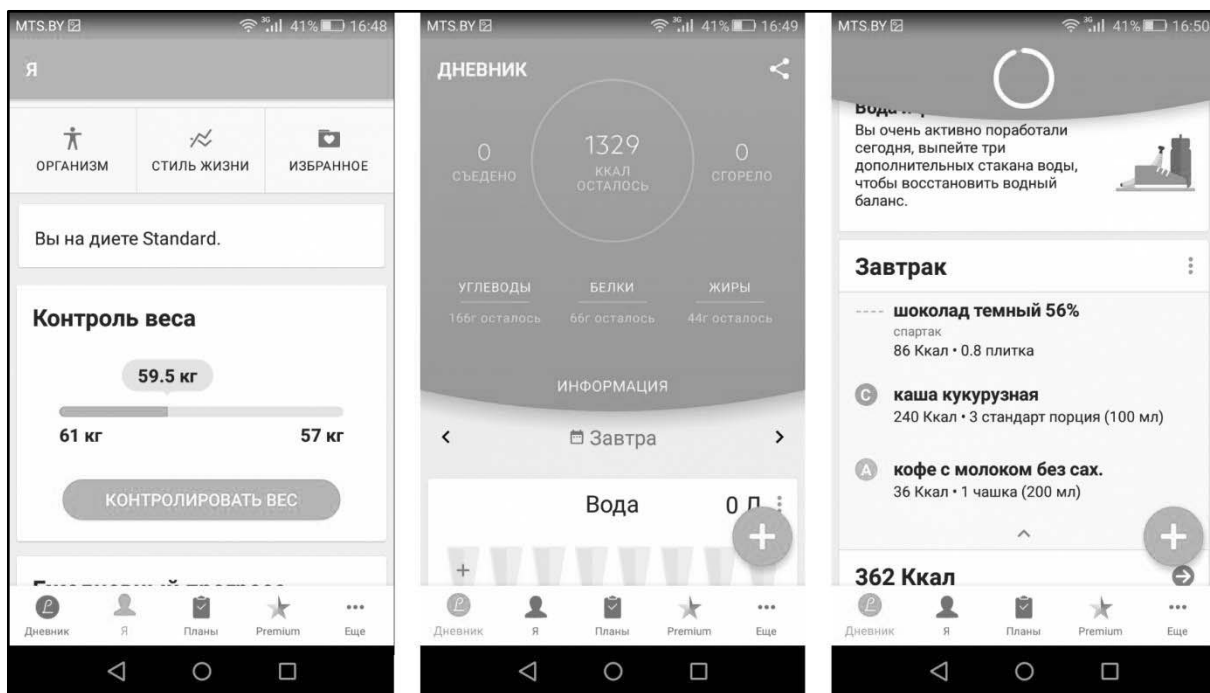 MTS.BY 3G 41% 16:48
Я
ОРГАНИЗМ СТИЛЬ ЖИЗНИ ИЗБРАННОЕ
Вы на диете Standard.
Контроль веса
59.5 кг
61 кг 57 кг
КОНТРОЛИРОВАТЬ ВЕС
Дневник Я Планы Premium Еще
MTS.BY 3G 41% 16:49
ДНЕВНИК
0 1329 0
СЪЕДЕНО ККАЛ ОСТАЛОСЬ СГОРЕЛО
УГЛЕВОДЫ БЕЛКИ ЖИРЫ
166г осталось 66г осталось 44г осталось
ИНФОРМАЦИЯ
Завтра
Вода 0 Л
Дневник Я Планы Premium Еще
MTS.BY 3G 41% 16:50
Вы очень активно поработали
сегодня, выпейте три
дополнительных стакана воды,
чтобы восстановить водный
баланс.
Завтрак
шоколад темный 56%
спартак
86 Ккал • 0.8 плитка
C каша кукурузная
240 Ккал • 3 стандарт порция (100 мл)
A кофе с молоком без сах.
36 Ккал • 1 чашка (200 мл)
362 Ккал
Дневник Я Планы Premium Еще